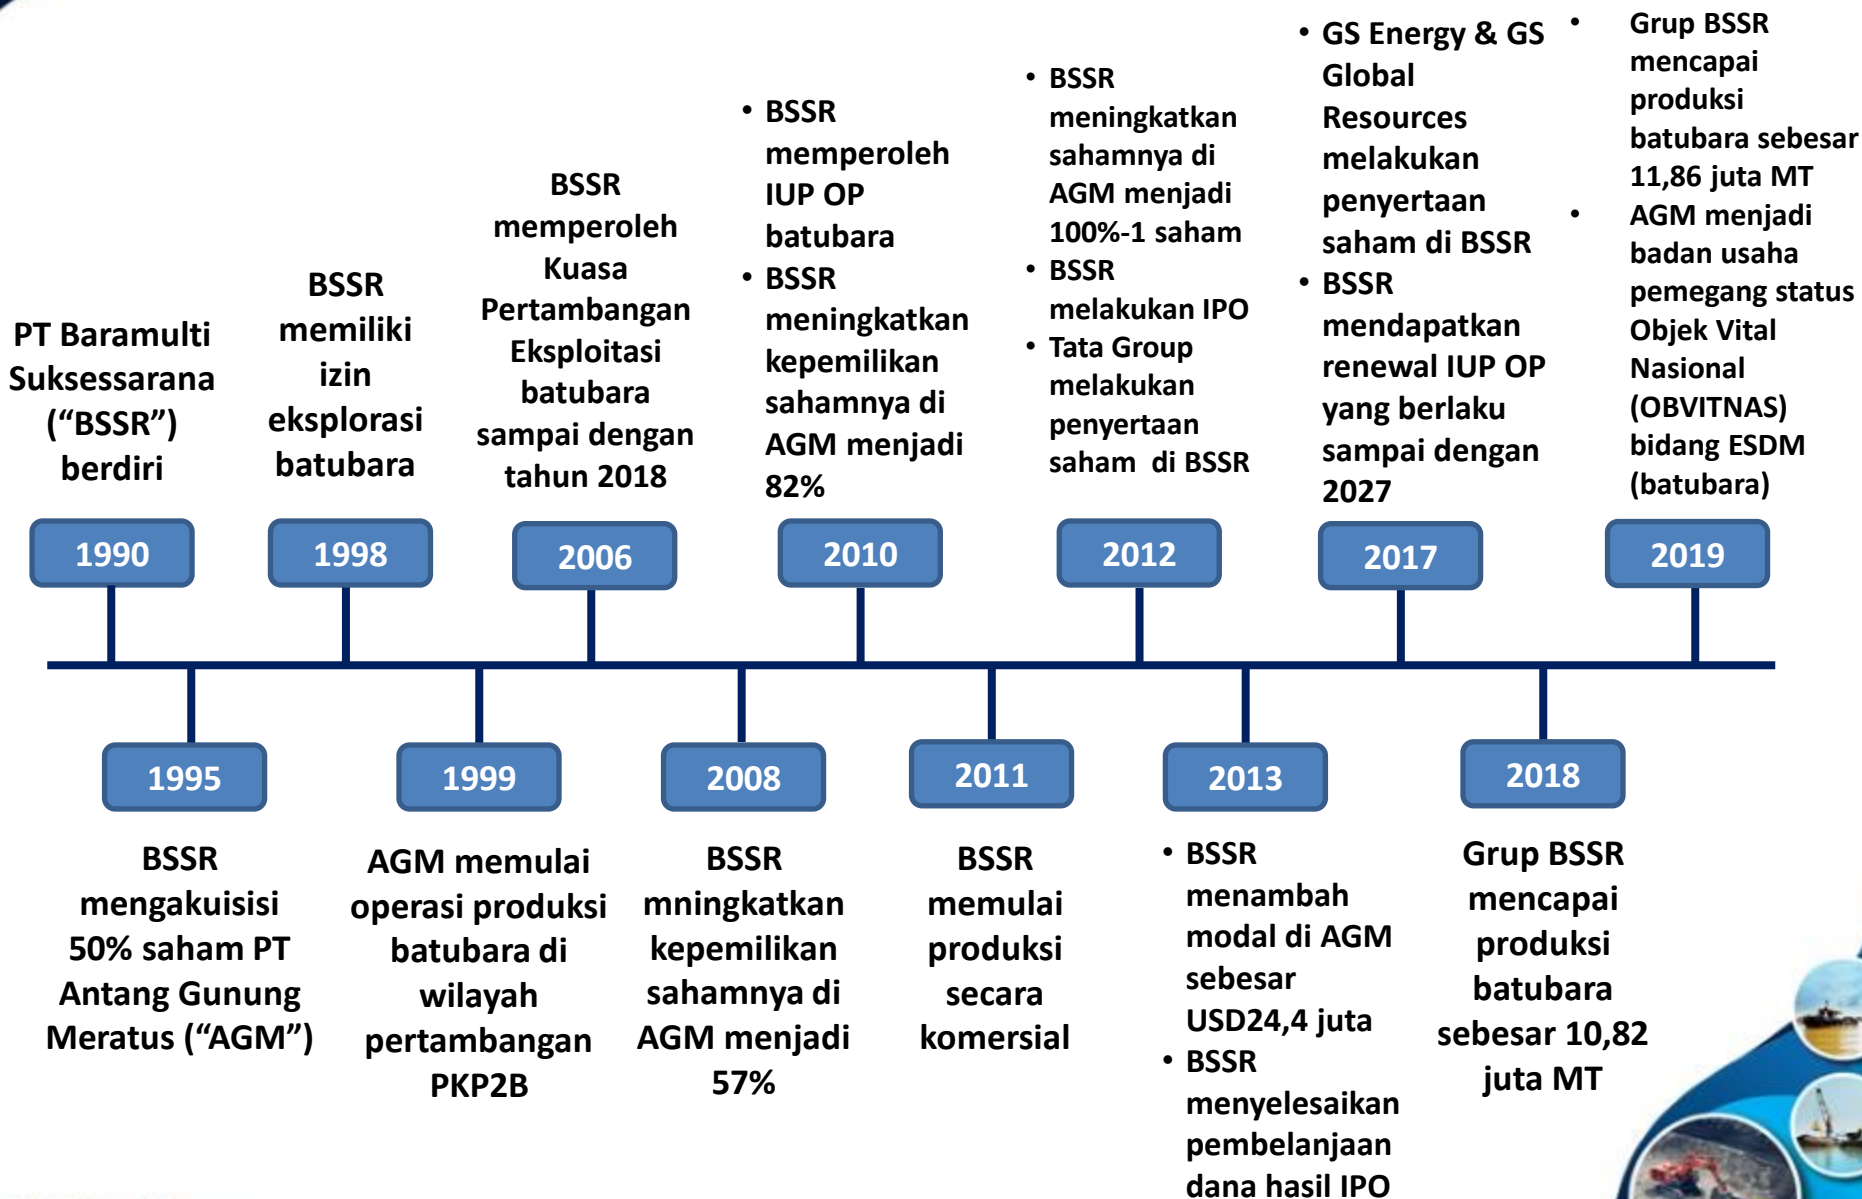 PT Baramulti
Suksessarana
(“BSSR”)
berdiri
1990
BSSR
mengakuisisi
50% saham PT
Antang Gunung
Meratus (“AGM”)
1995
BSSR
memiliki
izin
eksplorasi
batubara
1998
AGM memulai
operasi produksi
batubara di
wilayah
pertambangan
PKP2B
1999
BSSR
memperoleh
Kuasa
Pertambangan
Eksploitasi
batubara
sampai dengan
tahun 2018
2006
BSSR
mningkatkan
kepemilikan
sahamnya di
AGM menjadi
57%
2008
• BSSR
memperoleh
IUP OP
batubara
• BSSR
meningkatkan
kepemilikan
sahamnya di
AGM menjadi
82%
2010
BSSR
memulai
produksi
secara
komersial
2011
• BSSR
meningkatkan
sahamnya di
AGM menjadi
100%-1 saham
• BSSR
melakukan IPO
• Tata Group
melakukan
penyertaan
saham di BSSR
2012
• BSSR
menambah
modal di AGM
sebesar
USD24,4 juta
• BSSR
menyelesaikan
pembelanjaan
dana hasil IPO
2013
• GS Energy & GS
Global
Resources
melakukan
penyertaan
saham di BSSR
• BSSR
mendapatkan
renewal IUP OP
yang berlaku
sampai dengan
2027
2017
Grup BSSR
mencapai
produksi
batubara
sebesar 10,82
juta MT
2018
• Grup BSSR
mencapai
produksi
batubara sebesar
11,86 juta MT
• AGM menjadi
badan usaha
pemegang status
Objek Vital
Nasional
(OBVITNAS)
bidang ESDM
(batubara)
2019